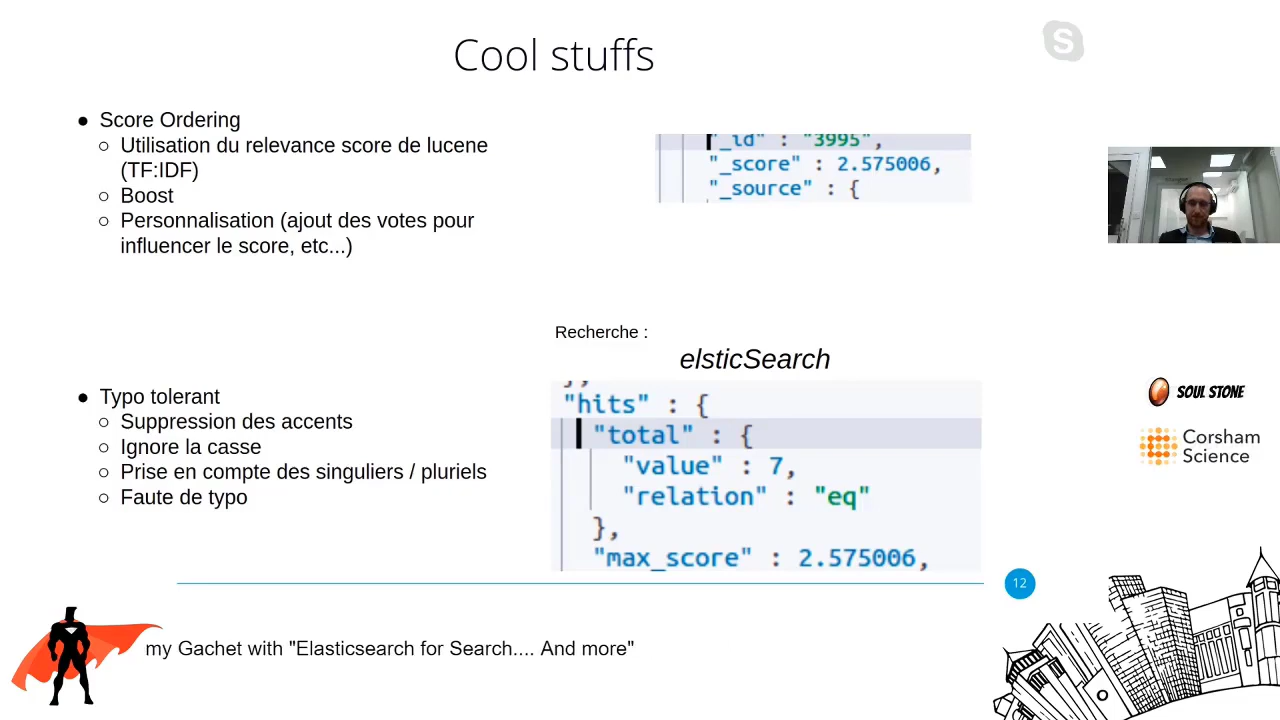 Cool stuffs
● Score Ordering
○ Utilisation du relevance score de lucene
(TF:IDF)
○ Boost
○ Personnalisation (ajout des votes pour
influencer le score, etc...)
"_id" : "3995",
"_score" : 2.575006,
"_source" : {
Recherche :
elsticSearch
● Typo tolerant
○ Suppression des accents
○ Ignore la casse
○ Prise en compte des singuliers / pluriels
○ Faute de typo
},
"hits" : {
"total" : {
"value" : 7,
"relation" : "eq"
},
"max_score" : 2.575006,
S
SOUL STONE
Corsham
Science
12
my Gachet with "Elasticsearch for Search.... And more"